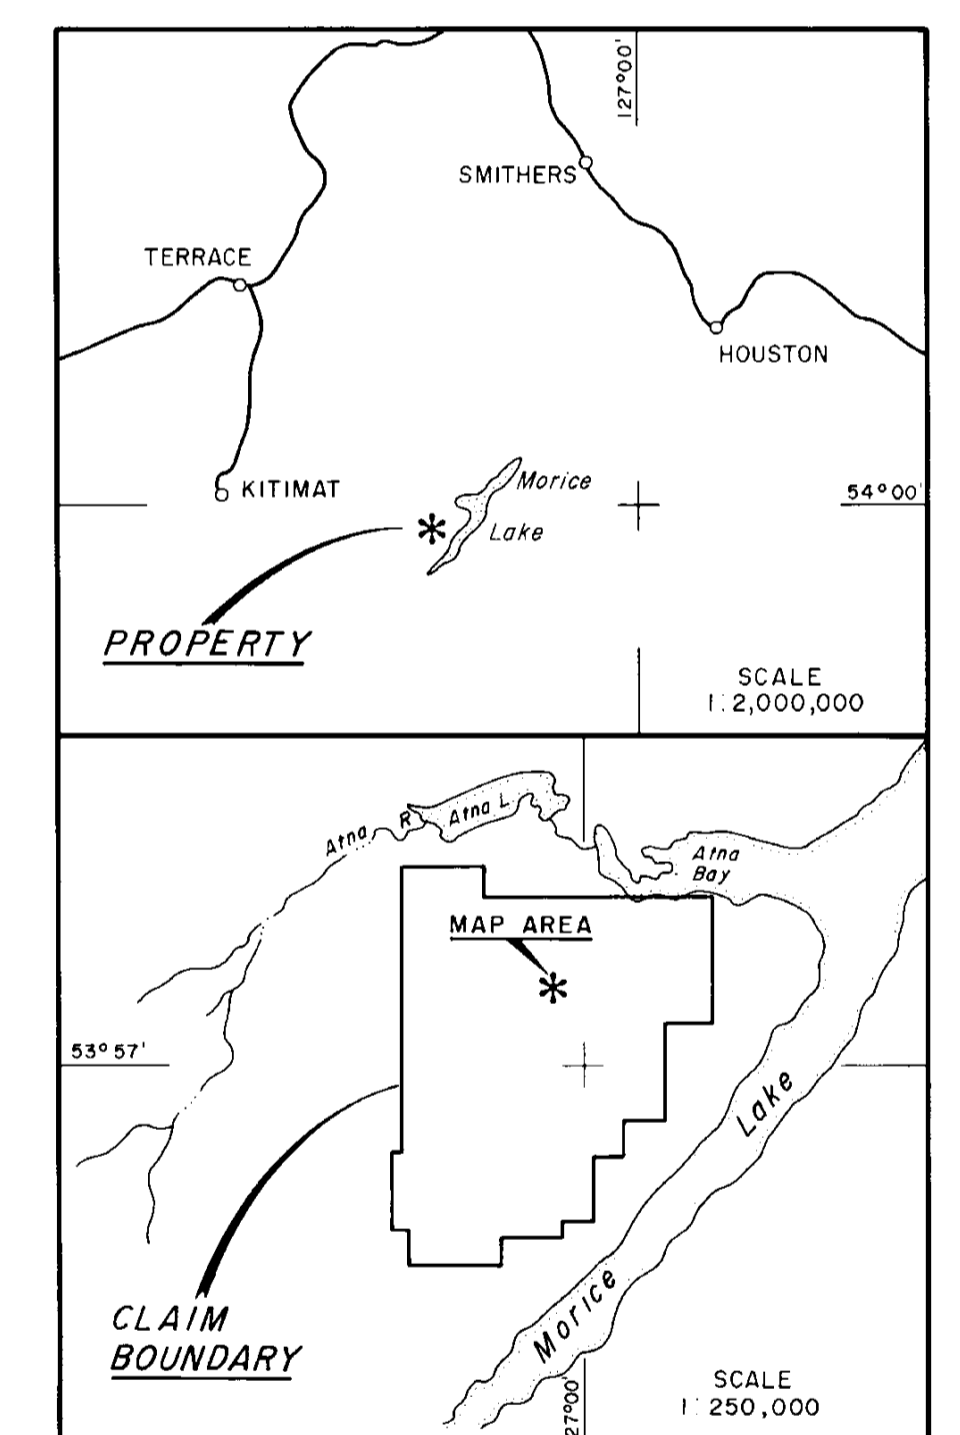 127°00'
SMITHERS
TERRACE
HOUSTON
KITIMAT
Morice
Lake
54°00'
PROPERTY
SCALE
1:2,000,000
Atna R
Atna L
Atna
Bay
MAP AREA
53°57'
Morice Lake
CLAIM
BOUNDARY
27°00'
SCALE
1:250,000